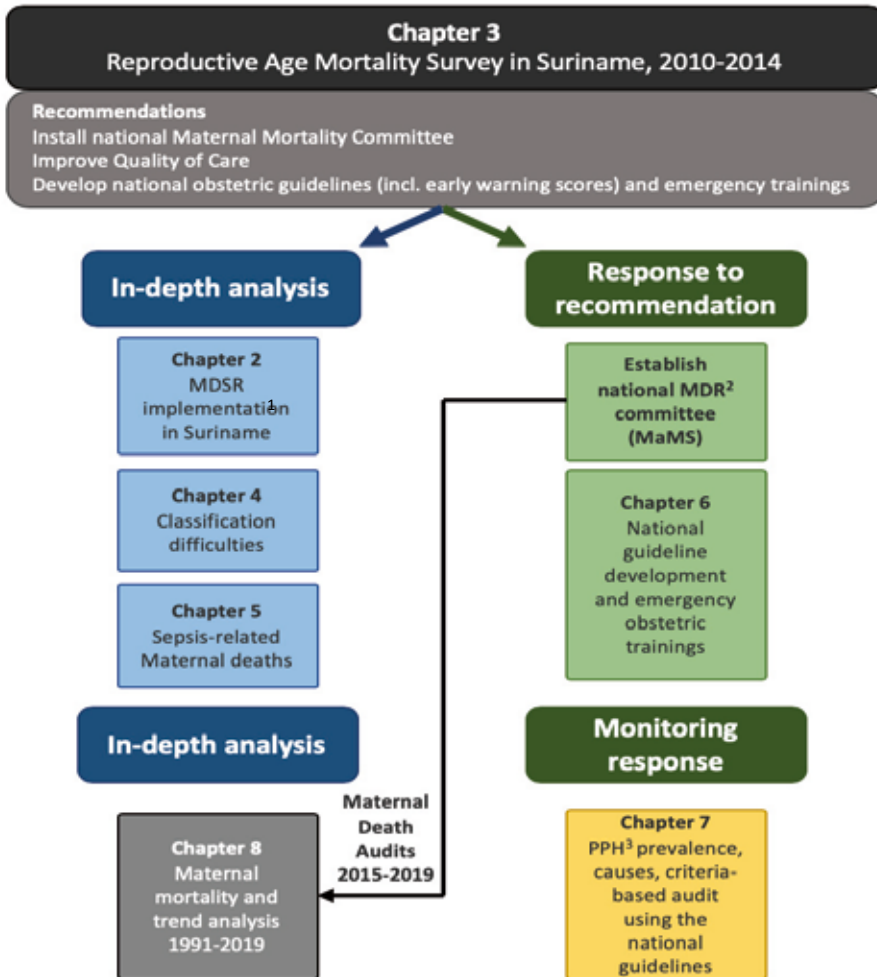 Chapter 3
Reproductive Age Mortality Survey in Suriname, 2010-2014
Recommendations
Install national Maternal Mortality Committee
Improve Quality of Care
Develop national obstetric guidelines (incl. early warning scores) and emergency trainings
In-depth analysis
Chapter 2
MDSR
implementation1
in Suriname
Chapter 4
Classification
difficulties
Chapter 5
Sepsis-related
Maternal deaths
In-depth analysis
Chapter 8
Maternal
mortality and
trend analysis
1991-2019
Maternal
Death
Audits
2015-2019
Response to
recommendation
Establish
national MDR²
committee
(MaMS)
Chapter 6
National
guideline
development
and emergency
obstetric
trainings
Monitoring
response
Chapter 7
PPH³ prevalence,
causes, criteria-
based audit
using the
national
guidelines